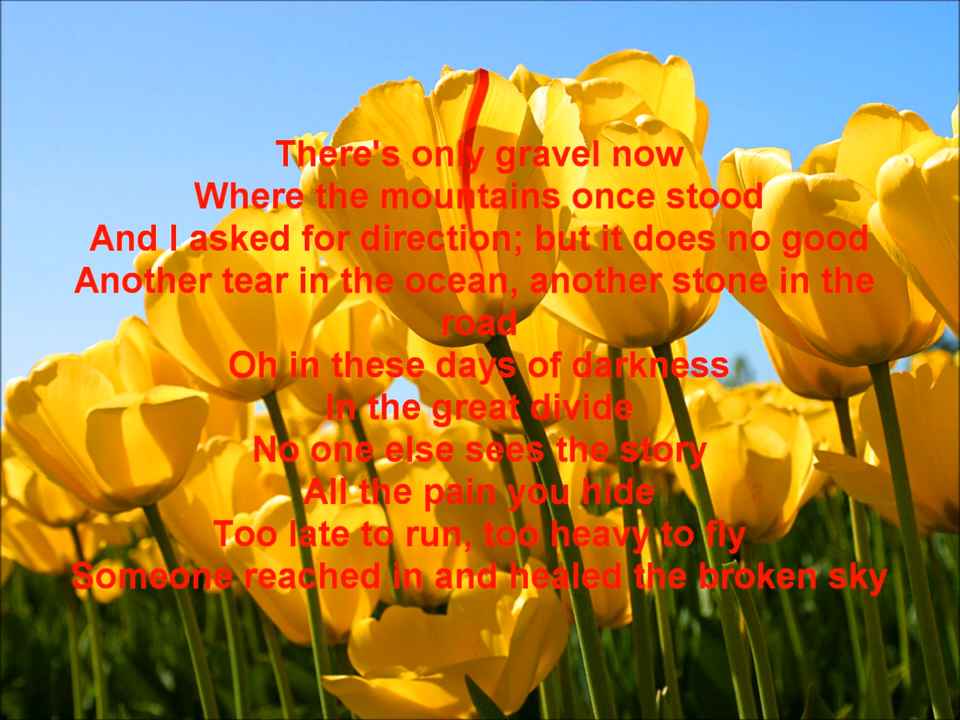 There's only gravel now
Where the mountains once stood
And I asked for direction; but it does no good
Another tear in the ocean, another stone in the
road
Oh in these days of darkness
In the great divide
No one else sees the story
All the pain you hide
Too late to run, too heavy to fly
Someone reached in and healed the broken sky